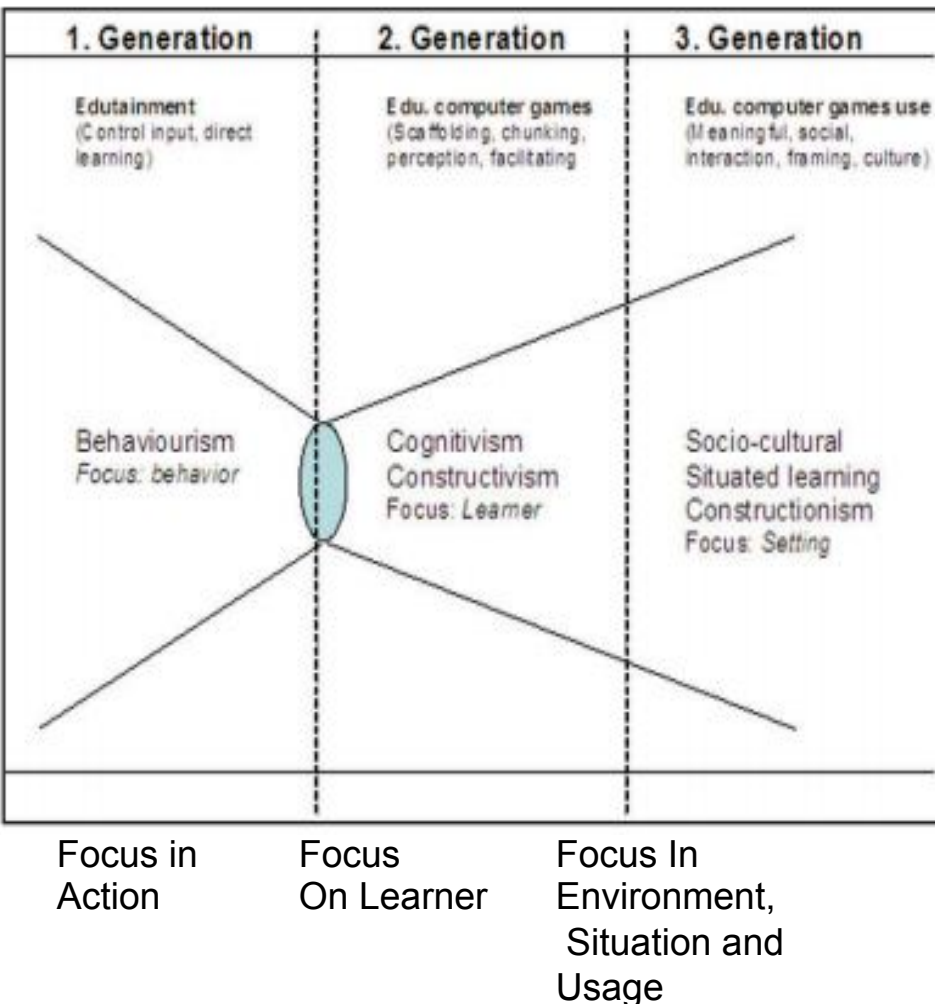 1. Generation
2. Generation
3. Generation
Edutainment
(Control input, direct
learning)
Edu. computer games
(Scaffolding, chunking,
perception, facilitating
Edu. computer games use
(Meaningful, social,
interaction, framing, culture)
Behaviourism
Focus: behavior
Cognitivism
Constructivism
Focus: Learner
Socio-cultural
Situated learning
Constructionism
Focus: Setting
Focus in
Action
Focus
On Learner
Focus In
Environment,
Situation and
Usage